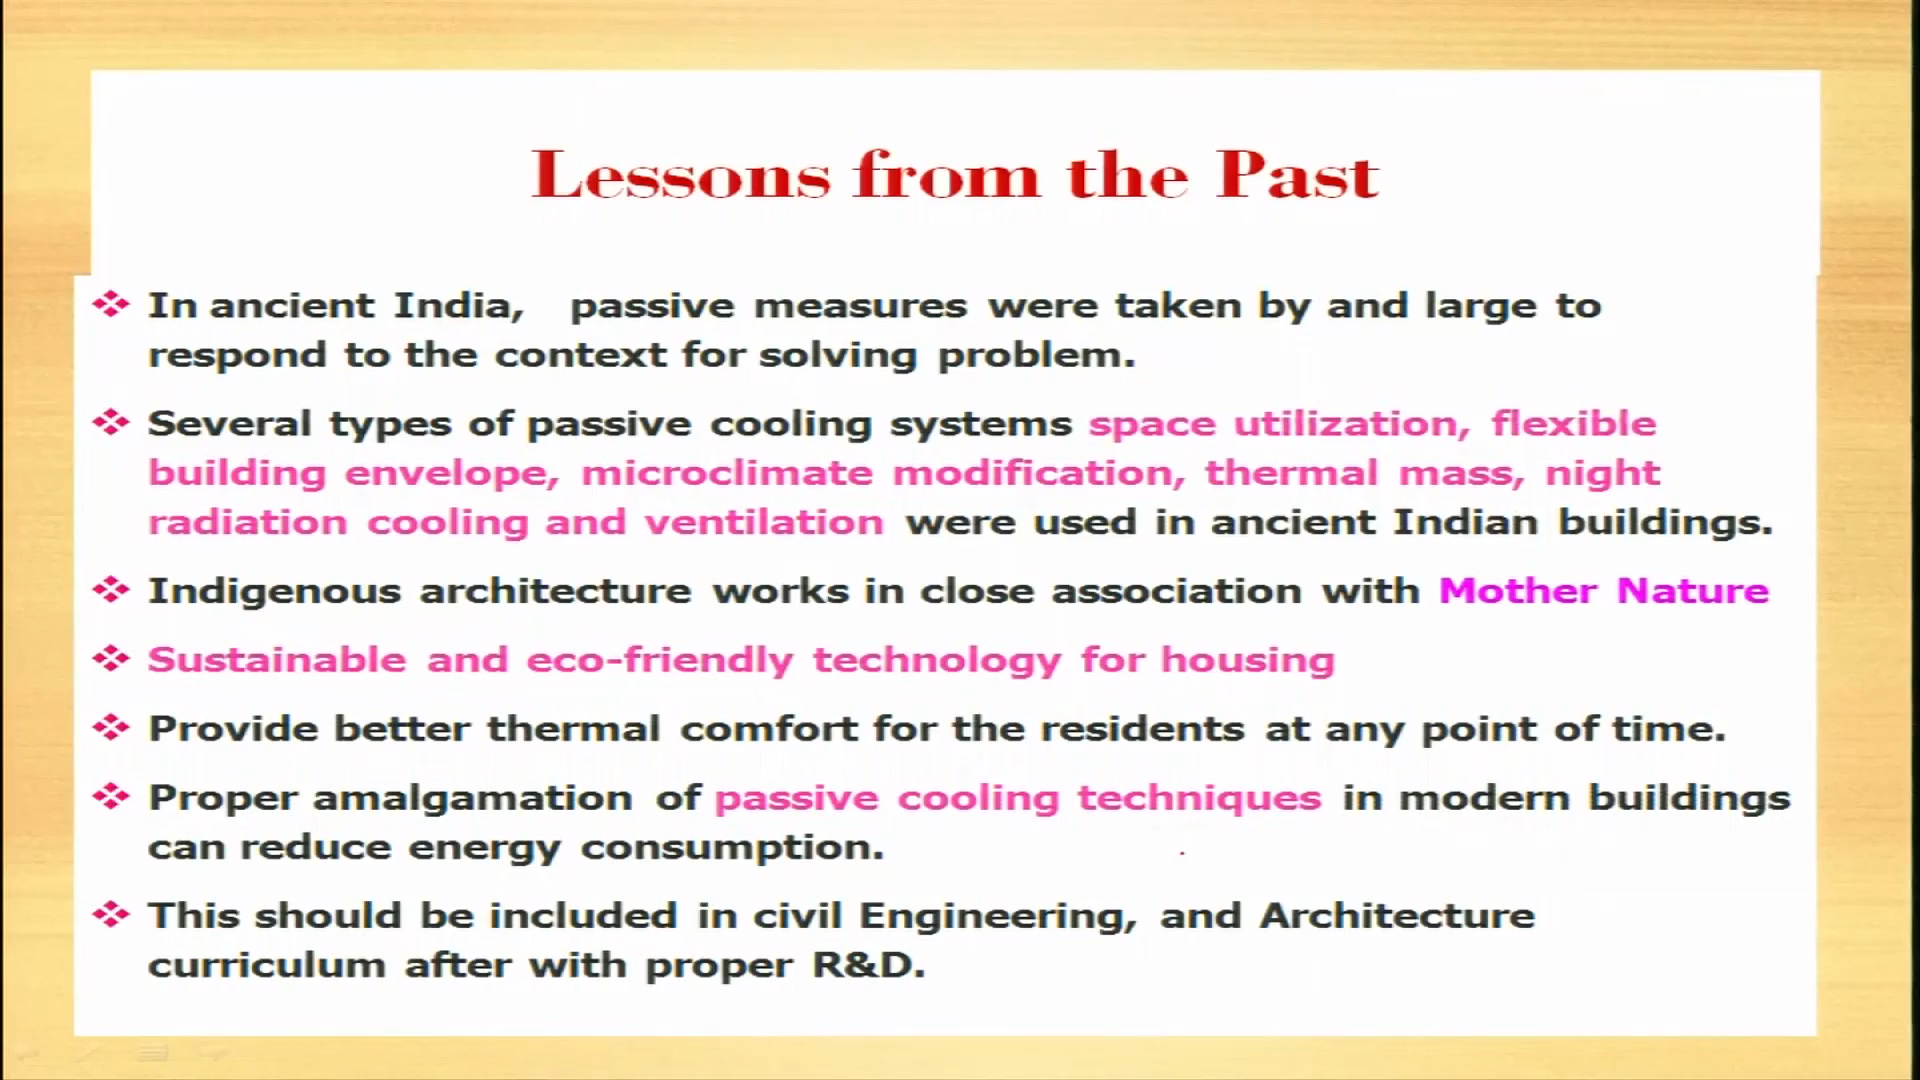 Lessons from the Past
In ancient India, passive measures were taken by and large to
respond to the context for solving problem.
Several types of passive cooling systems space utilization, flexible
building envelope, microclimate modification, thermal mass, night
radiation cooling and ventilation were used in ancient Indian buildings.
Indigenous architecture works in close association with Mother Nature
Sustainable and eco-friendly technology for housing
Provide better thermal comfort for the residents at any point of time.
Proper amalgamation of passive cooling techniques in modern buildings
can reduce energy consumption.
This should be included in civil Engineering, and Architecture
curriculum after with proper R&D.